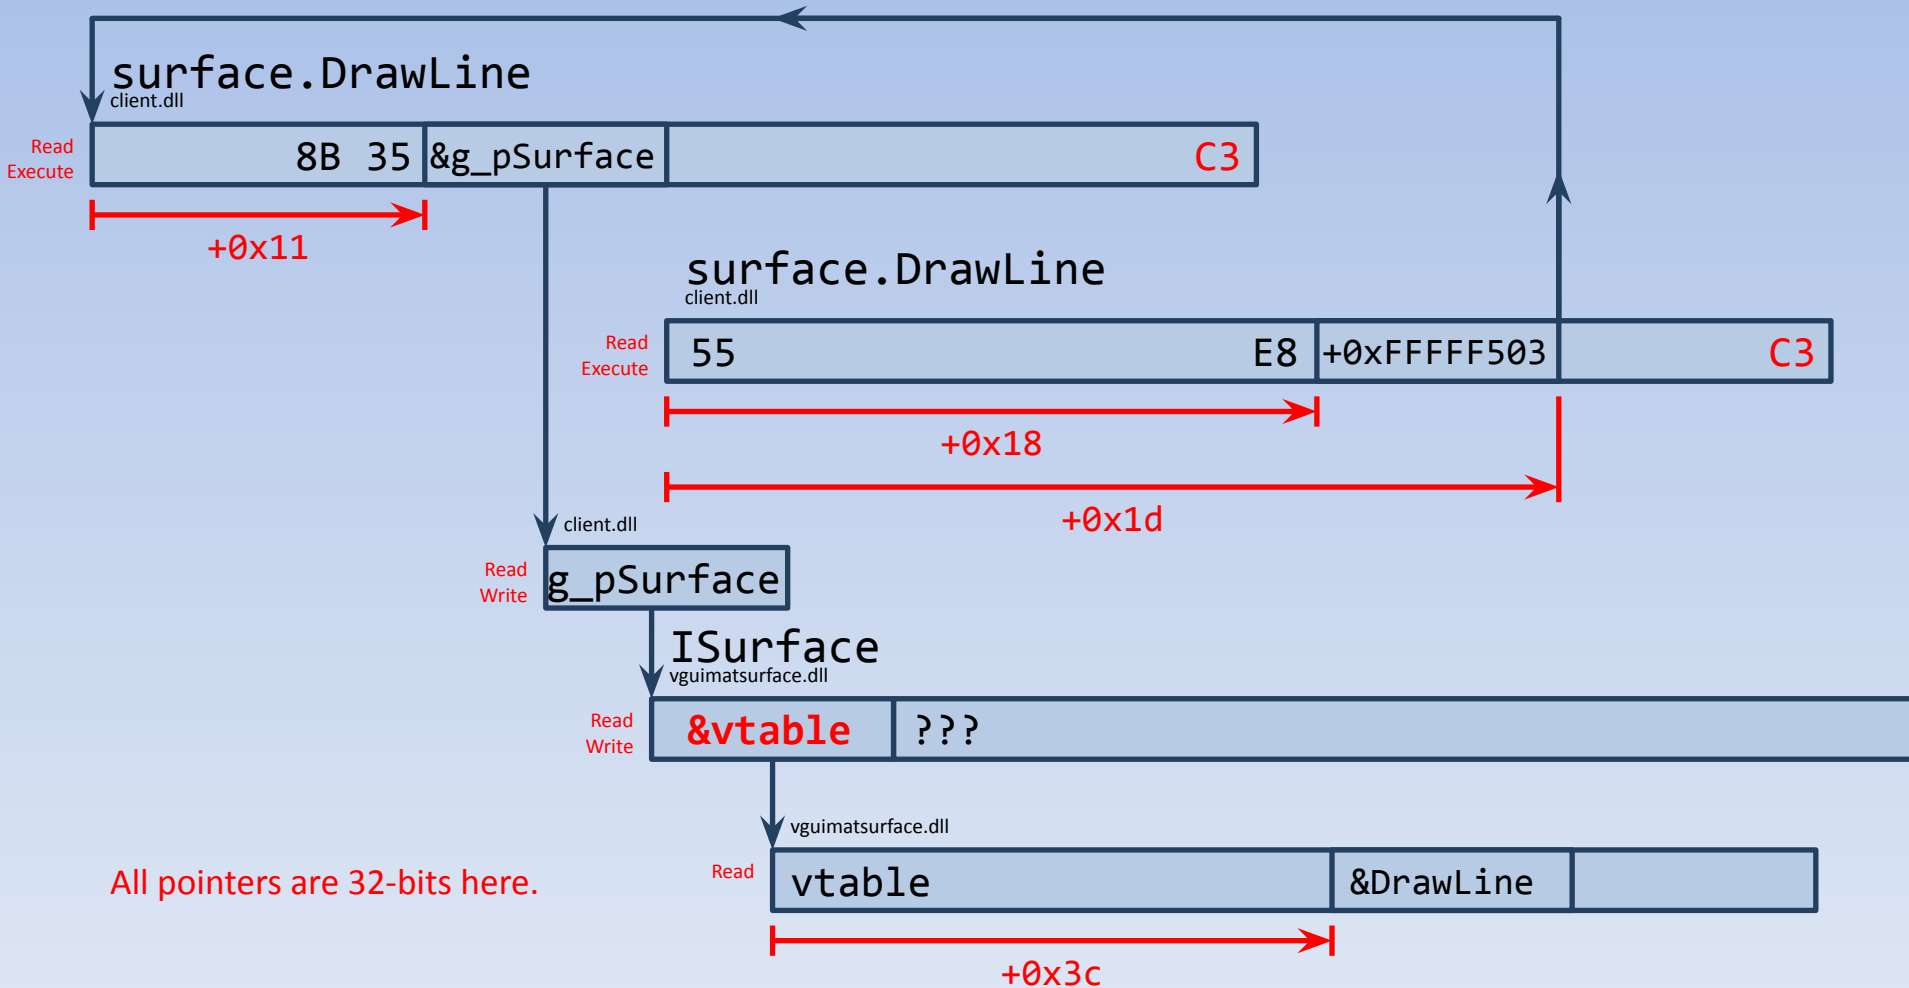 surface.DrawLine
client.dll
Read
Execute
8B 35 &g_pSurface C3
+0x11
surface.DrawLine
client.dll
Read
Execute
55 E8 +0xFFFFF503 C3
+0x18
+0x1d
client.dll
Read
Write
g_pSurface
ISurface
vguimatsurface.dll
Read
Write
&vtable ???
vguimatsurface.dll
Read
vtable &DrawLine
All pointers are 32-bits here.
+0x3c